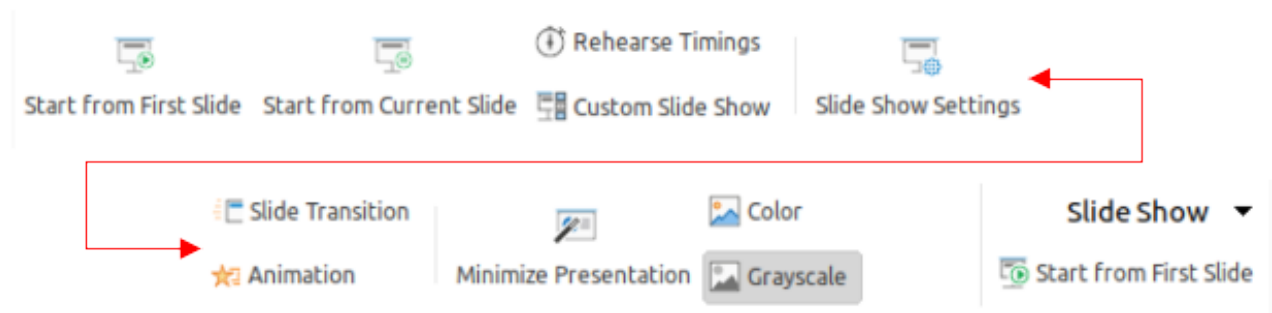 Rehearse Timings
Start from First Slide Start from Current Slide Custom Slide Show Slide Show Settings
Slide Transition Color Slide Show
Animation Minimize Presentation Grayscale Start from First Slide